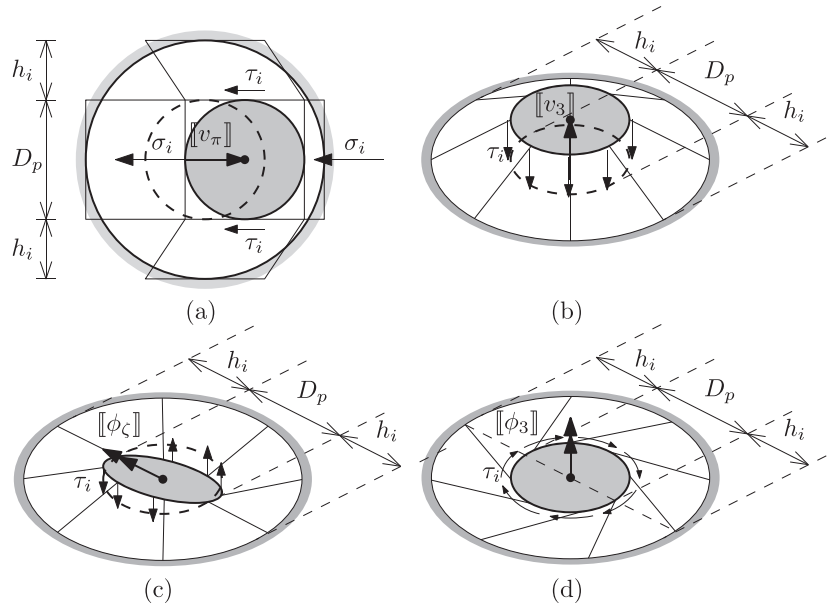 h_i
D_p
h_i
τ_i
⟦v_π⟧
σ_i
σ_i
τ_i
(a)
h_i
D_p
h_i
⟦v_3⟧
τ_i
(b)
h_i
D_p
h_i
⟦ϕ_ζ⟧
τ_i
(c)
h_i
D_p
h_i
⟦ϕ_3⟧
τ_i
(d)